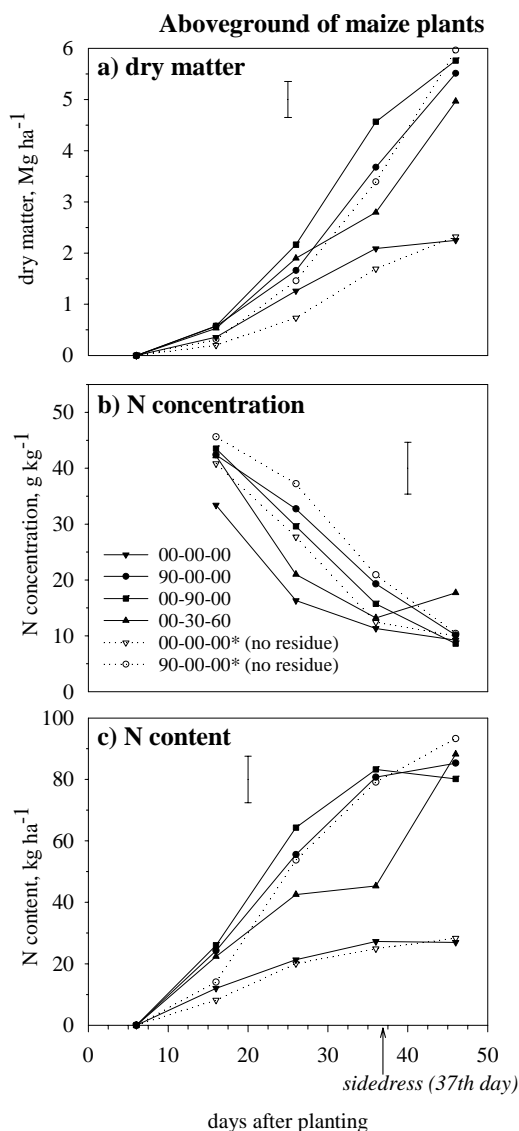 Aboveground of maize plants
a) dry matter
dry matter, Mg ha-1
6
5
4
3
2
1
0
b) N concentration
N concentration, g kg-1
50
40
30
20
10
0
00-00-00
90-00-00
00-90-00
00-30-60
00-00-00* (no residue)
90-00-00* (no residue)
c) N content
N content, kg ha-1
100
80
60
40
20
0
0 10 20 30 40 50
sidedress (37th day)
days after planting